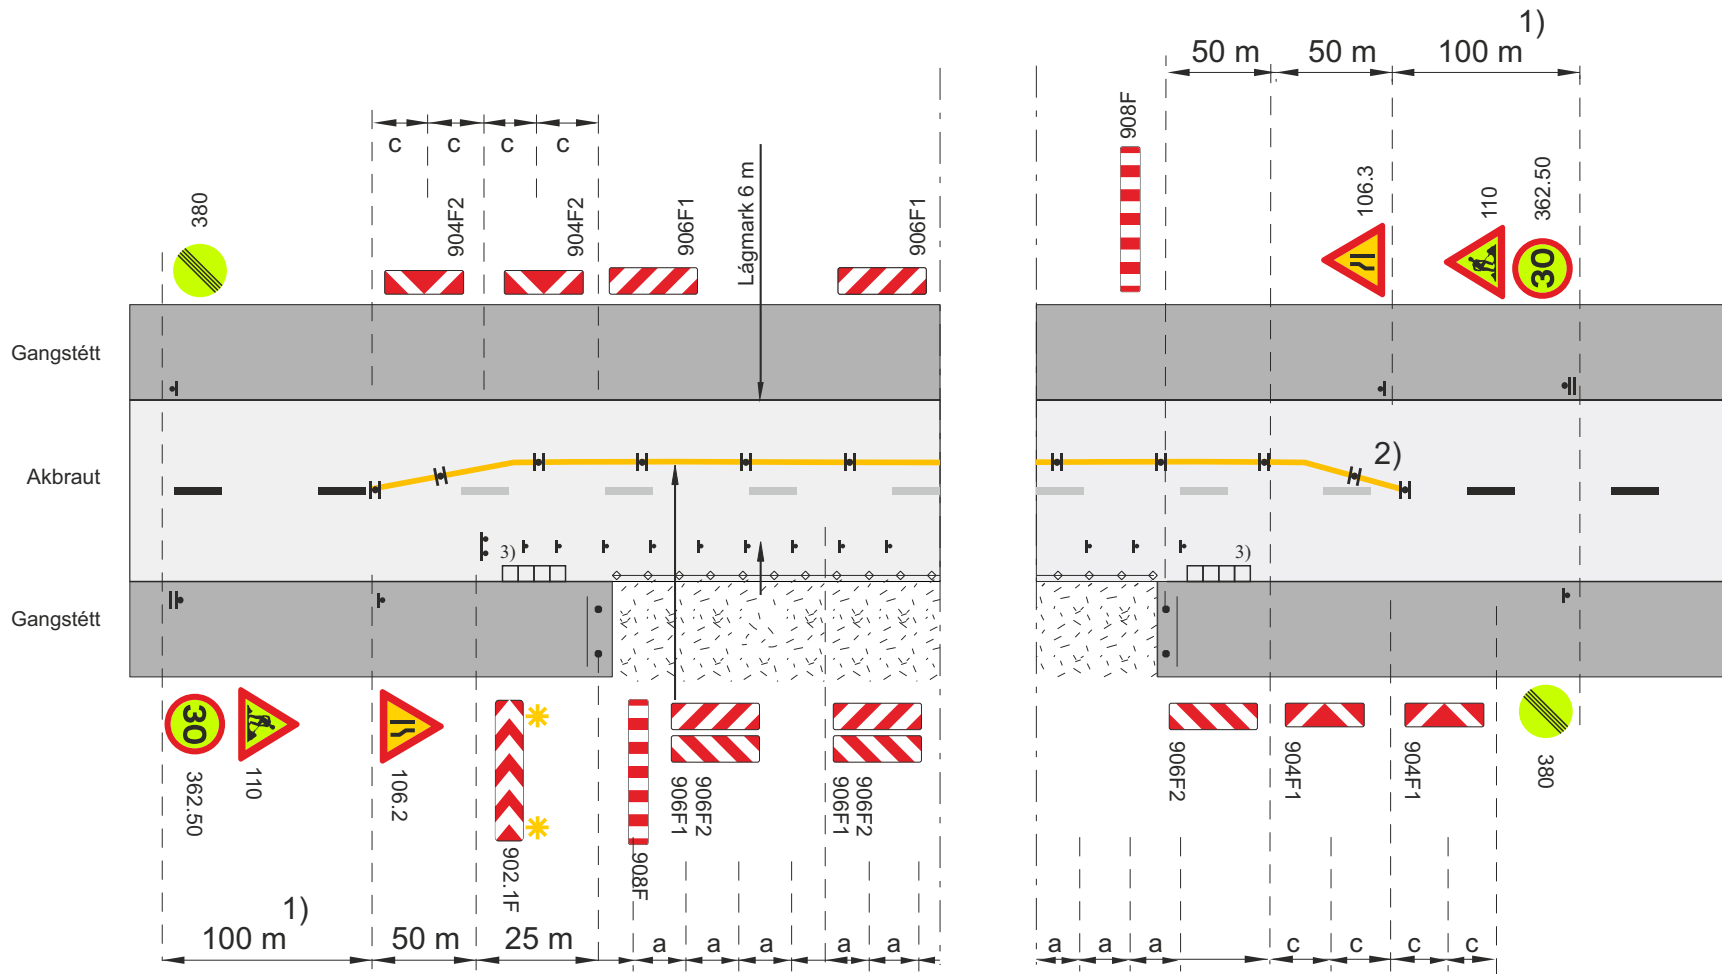 1)
50 m 50 m 100 m
c c c c
380
904F2
904F2
906F1
Lágmark 6 m
906F1
908F
106.3
110
362.50
30
Gangstétt
Akbraut
2)
3)
3)
Gangstétt
30
362.50
110
106.2
902.1F
908F
906F2
906F1
906F2
906F1
906F2
904F1
904F1
380
1)
100 m 50 m 25 m
a a a a a
a a a c c c c